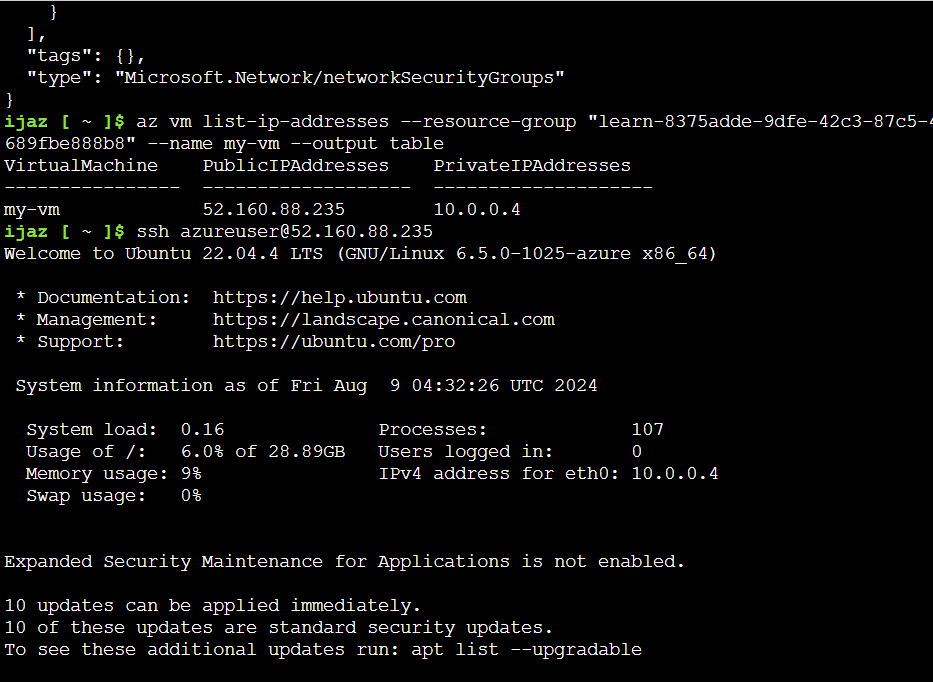 }
  ],
  "tags": {},
  "type": "Microsoft.Network/networkSecurityGroups"
}
ijaz [ ~ ]$ az vm list-ip-addresses --resource-group "learn-8375adde-9dfe-42c3-87c5-4
689fbe888b8" --name my-vm --output table
VirtualMachine    PublicIPAddresses    PrivateIPAddresses
----------------  -------------------  --------------------
my-vm             52.160.88.235        10.0.0.4
ijaz [ ~ ]$ ssh azureuser@52.160.88.235
Welcome to Ubuntu 22.04.4 LTS (GNU/Linux 6.5.0-1025-azure x86_64)

 * Documentation:  https://help.ubuntu.com
 * Management:     https://landscape.canonical.com
 * Support:        https://ubuntu.com/pro

 System information as of Fri Aug  9 04:32:26 UTC 2024

  System load:  0.16              Processes:             107
  Usage of /:   6.0% of 28.89GB   Users logged in:       0
  Memory usage: 9%                IPv4 address for eth0: 10.0.0.4
  Swap usage:   0%


Expanded Security Maintenance for Applications is not enabled.

10 updates can be applied immediately.
10 of these updates are standard security updates.
To see these additional updates run: apt list --upgradable